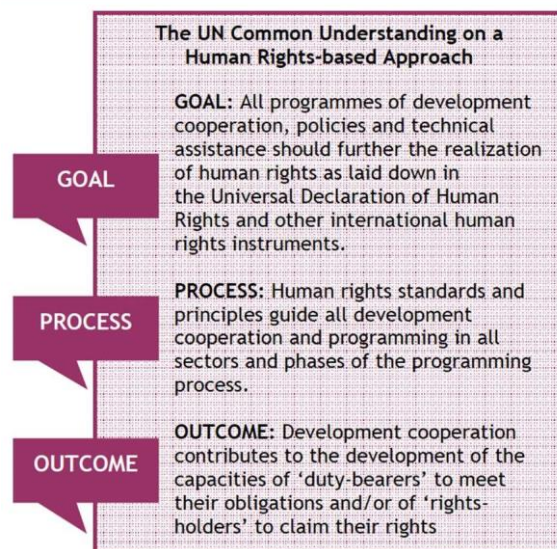 The UN Common Understanding on a
Human Rights-based Approach
GOAL
GOAL: All programmes of development
cooperation, policies and technical
assistance should further the realization
of human rights as laid down in
the Universal Declaration of Human
Rights and other international human
rights instruments.
PROCESS
PROCESS: Human rights standards and
principles guide all development
cooperation and programming in all
sectors and phases of the programming
process.
OUTCOME
OUTCOME: Development cooperation
contributes to the development of the
capacities of ‘duty-bearers’ to meet
their obligations and/or of ‘rights-
holders’ to claim their rights